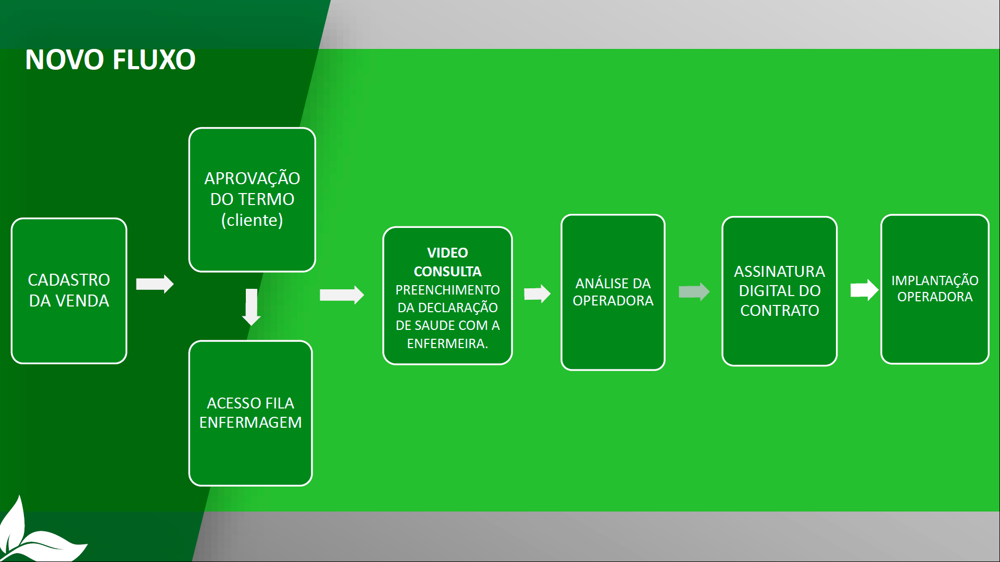 NOVO FLUXO
CADASTRO
DA VENDA
APROVAÇÃO
DO TERMO
(cliente)
ACESSO FILA
ENFERMAGEM
VIDEO
CONSULTA
PREENCHIMENTO
DA DECLARAÇÃO
DE SAUDE COM A
ENFERMEIRA.
ANÁLISE DA
OPERADORA
ASSINATURA
DIGITAL DO
CONTRATO
IMPLANTAÇÃO
OPERADORA